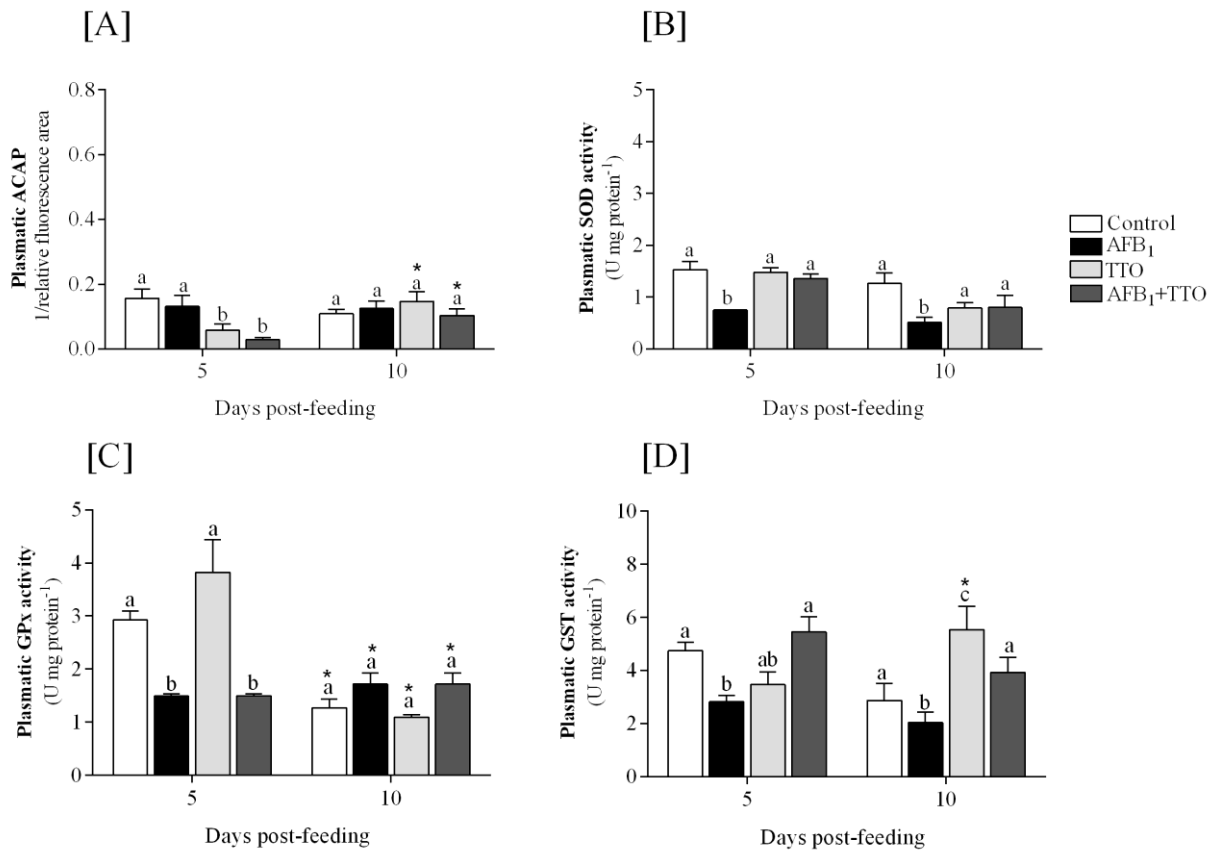 [A]
Plasmatic ACAP
1/relative fluorescence area
0.8
0.6
0.4
0.2
0.0
a
a
b
b
a
a
*
a
*
a
5
10
Days post-feeding
[B]
Plasmatic SOD activity
(U mg protein⁻¹)
5
4
3
2
1
0
a
b
a
a
a
b
a
a
5
10
Days post-feeding
Control
AFB₁
TTO
AFB₁+TTO
[C]
Plasmatic GPx activity
(U mg protein⁻¹)
5
4
3
2
1
0
a
b
a
b
*
a
*
a
*
a
*
a
5
10
Days post-feeding
[D]
Plasmatic GST activity
(U mg protein⁻¹)
10
8
6
4
2
0
a
b
ab
a
a
b
*
c
a
5
10
Days post-feeding